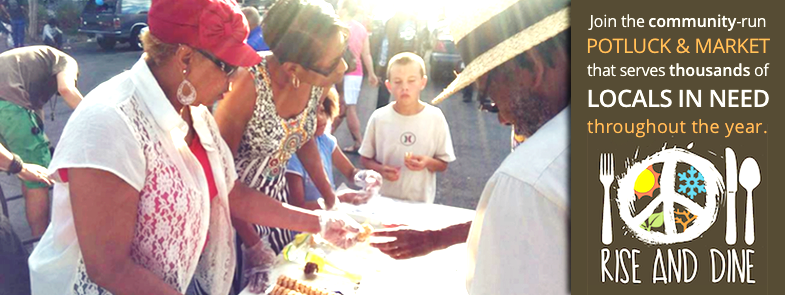 Join the community-run
POTLUCK & MARKET
that serves thousands of
LOCALS IN NEED
throughout the year.
RISE AND DINE